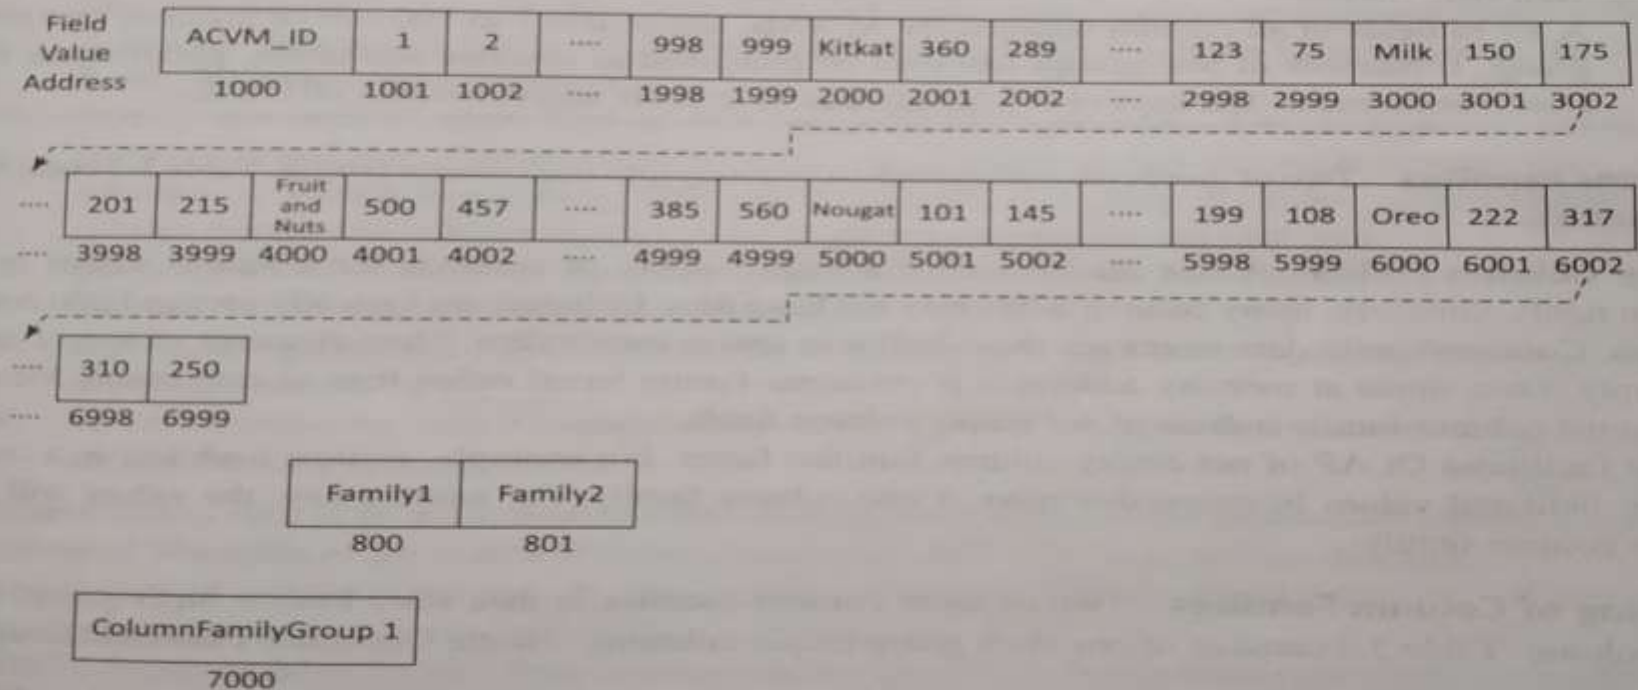 Field
Value
Address
ACVM_ID 1 2 .... 998 999 Kitkat 360 289 .... 123 75 Milk 150 175
1000 1001 1002 .... 1998 1999 2000 2001 2002 .... 2998 2999 3000 3001 3002
.... 201 215 Fruit and Nuts 500 457 .... 385 560 Nougat 101 145 .... 199 108 Oreo 222 317
.... 3998 3999 4000 4001 4002 .... 4999 4999 5000 5001 5002 .... 5998 5999 6000 6001 6002
.... 310 250
.... 6998 6999
Family1 Family2
800 801
ColumnFamilyGroup 1
7000